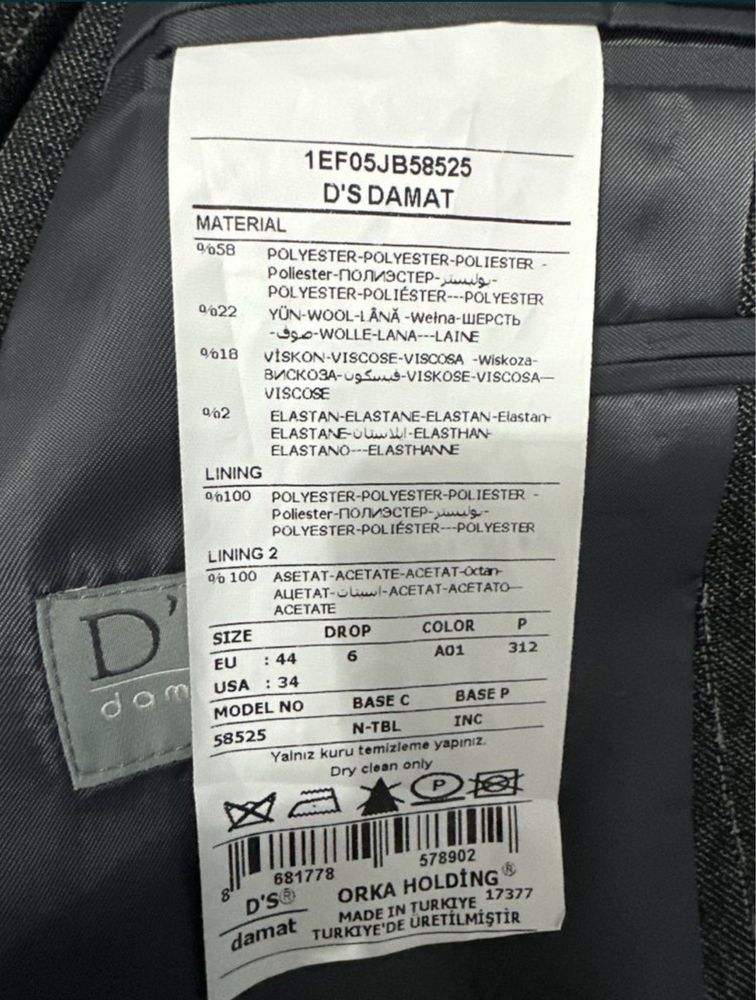 1EF05JB58525
D'S DAMAT
MATERIAL
%58 POLYESTER-POLYESTER-POLIESTER -
Poliester-ПОЛИЭСТЕР-بوليستر-
POLYESTER-POLIÉSTER---POLYESTER
%22 YÜN-WOOL-LÂNĂ -Wełna-ШЕРСТЬ
-صوف-WOLLE-LANA---LAINE
%18 VİSKON-VISCOSE-VISCOSA -Wiskoza-
ВИСКОЗА-فيسكون-VISKOSE-VISCOSA---
VISCOSE
%2 ELASTAN-ELASTANE-ELASTAN -Elastan-
ELASTANE-ابلاستان-ELASTHAN-
ELASTANO---ELASTHANNE
LINING
%100 POLYESTER-POLYESTER-POLIESTER -
Poliester-ПОЛИЭСТЕР-بوليستر-
POLYESTER-POLIÉSTER---POLYESTER
LINING 2
% 100 ASETAT-ACETATE-ACETAT-Octan-
АЦЕТАТ-اسيتات-ACETAT-ACETATO---
ACETATE
SIZE DROP COLOR P
EU : 44 6 A01 312
USA : 34
MODEL NO BASE C BASE P
58525 N-TBL INC
Yalnız kuru temizleme yapınız.
Dry clean only
P
8 681778 578902
D'S® ORKA HOLDİNG®
damat MADE IN TURKIYE 17377
TURKIYE'DE ÜRETİLMİŞTİR
D'
dam